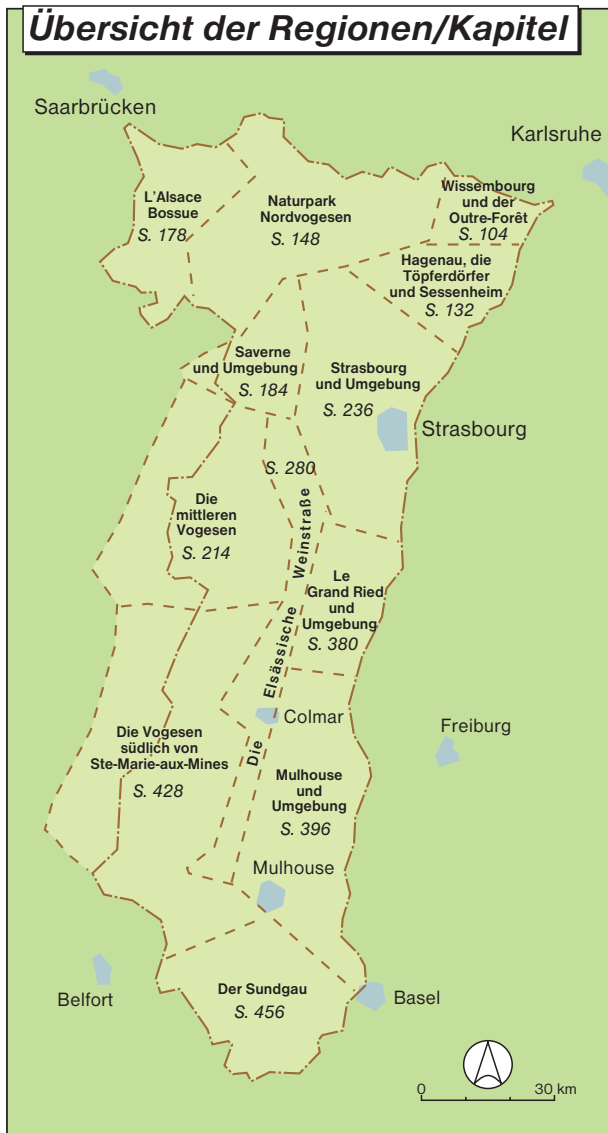 Übersicht der Regionen/Kapitel
Saarbrücken
Karlsruhe
L'Alsace
Bossue
S. 178
Naturpark
Nordvogesen
S. 148
Wissembourg
und der
Outre-Forêt
S. 104
Hagenau, die
Töpferdörfer
und Sessenheim
S. 132
Saverne
und Umgebung
S. 184
Strasbourg
und Umgebung
S. 236
Strasbourg
S. 280
Die
mittleren
Vogesen
S. 214
Die Elsässische Weinstraße
Le
Grand Ried
und
Umgebung
S. 380
Colmar
Freiburg
Die Vogesen
südlich von
Ste-Marie-aux-Mines
S. 428
Mulhouse
und
Umgebung
S. 396
Mulhouse
Belfort
Der Sundgau
S. 456
Basel
0 30 km